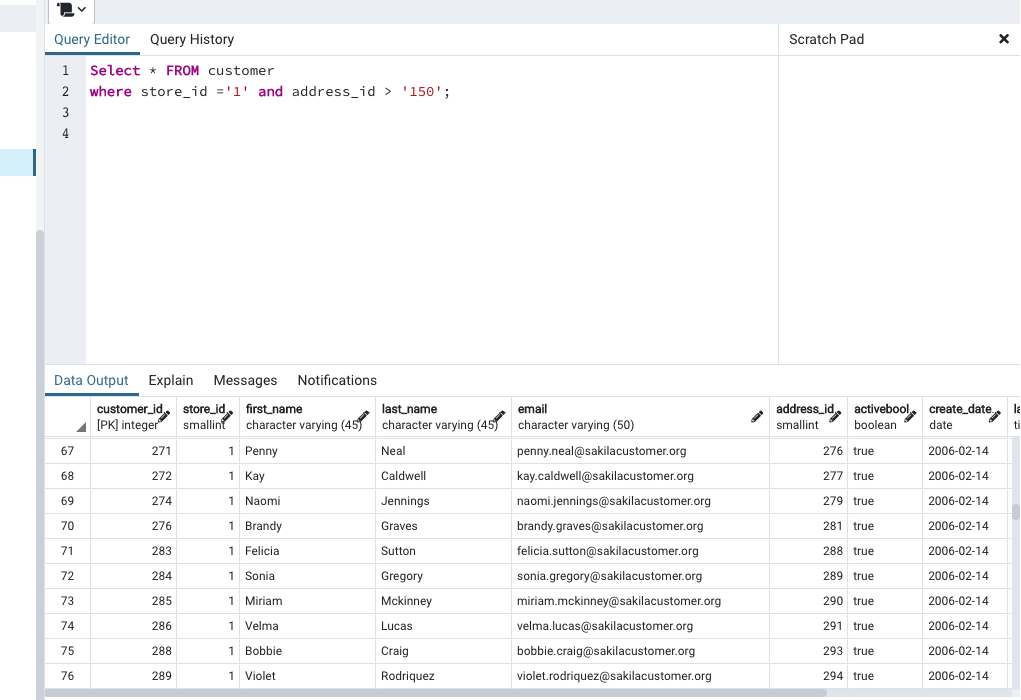 Query Editor Query History Scratch Pad
1 Select * FROM customer
2 where store_id ='1' and address_id > '150';
3
4
Data Output Explain Messages Notifications
customer_id store_id first_name last_name email address_id activebool create_date la
[PK] integer smallint character varying (45) character varying (45) character varying (50) smallint boolean date ti
67 271 1 Penny Neal penny.neal@sakilacustomer.org 276 true 2006-02-14
68 272 1 Kay Caldwell kay.caldwell@sakilacustomer.org 277 true 2006-02-14
69 274 1 Naomi Jennings naomi.jennings@sakilacustomer.org 279 true 2006-02-14
70 276 1 Brandy Graves brandy.graves@sakilacustomer.org 281 true 2006-02-14
71 283 1 Felicia Sutton felicia.sutton@sakilacustomer.org 288 true 2006-02-14
72 284 1 Sonia Gregory sonia.gregory@sakilacustomer.org 289 true 2006-02-14
73 285 1 Miriam Mckinney miriam.mckinney@sakilacustomer.org 290 true 2006-02-14
74 286 1 Velma Lucas velma.lucas@sakilacustomer.org 291 true 2006-02-14
75 288 1 Bobbie Craig bobbie.craig@sakilacustomer.org 293 true 2006-02-14
76 289 1 Violet Rodriquez violet.rodriquez@sakilacustomer.org 294 true 2006-02-14